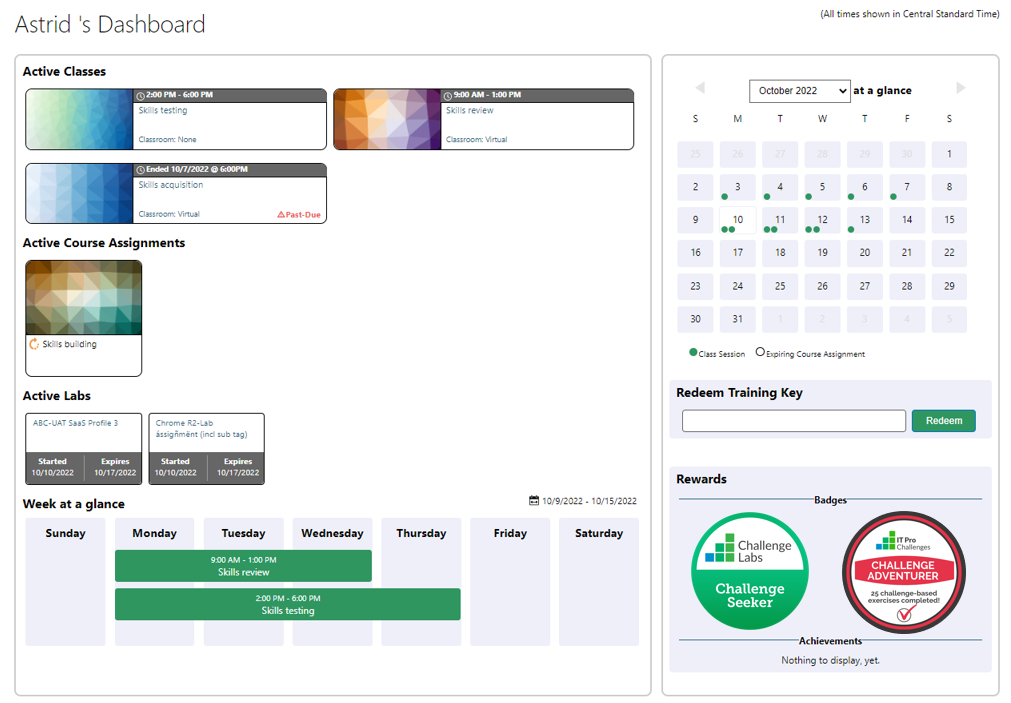 Astrid 's Dashboard
(All times shown in Central Standard Time)
Active Classes
2:00 PM - 6:00 PM
Skills testing
Classroom: None
9:00 AM - 1:00 PM
Skills review
Classroom: Virtual
Ended 10/7/2022 @ 6:00PM
Skills acquisition
Classroom: Virtual
Past-Due
Active Course Assignments
Skills building
Active Labs
ABC-UAT SaaS Profile 3
Started Expires
10/10/2022 10/17/2022
Chrome R2-Lab
ássigñmént (incl sub tag)
Started Expires
10/10/2022 10/17/2022
Week at a glance
10/9/2022 - 10/15/2022
Sunday Monday Tuesday Wednesday Thursday Friday Saturday
9:00 AM - 1:00 PM
Skills review
2:00 PM - 6:00 PM
Skills testing
October 2022 at a glance
S M T W T F S
25 26 27 28 29 30 1
2 3 4 5 6 7 8
9 10 11 12 13 14 15
16 17 18 19 20 21 22
23 24 25 26 27 28 29
30 31 1 2 3 4 5
Class Session Expiring Course Assignment
Redeem Training Key
Redeem
Rewards
Badges
Challenge
Labs
Challenge
Seeker
IT Pro
Challenges
CHALLENGE
ADVENTURER
25 challenge-based
exercises completed!
Achievements
Nothing to display, yet.